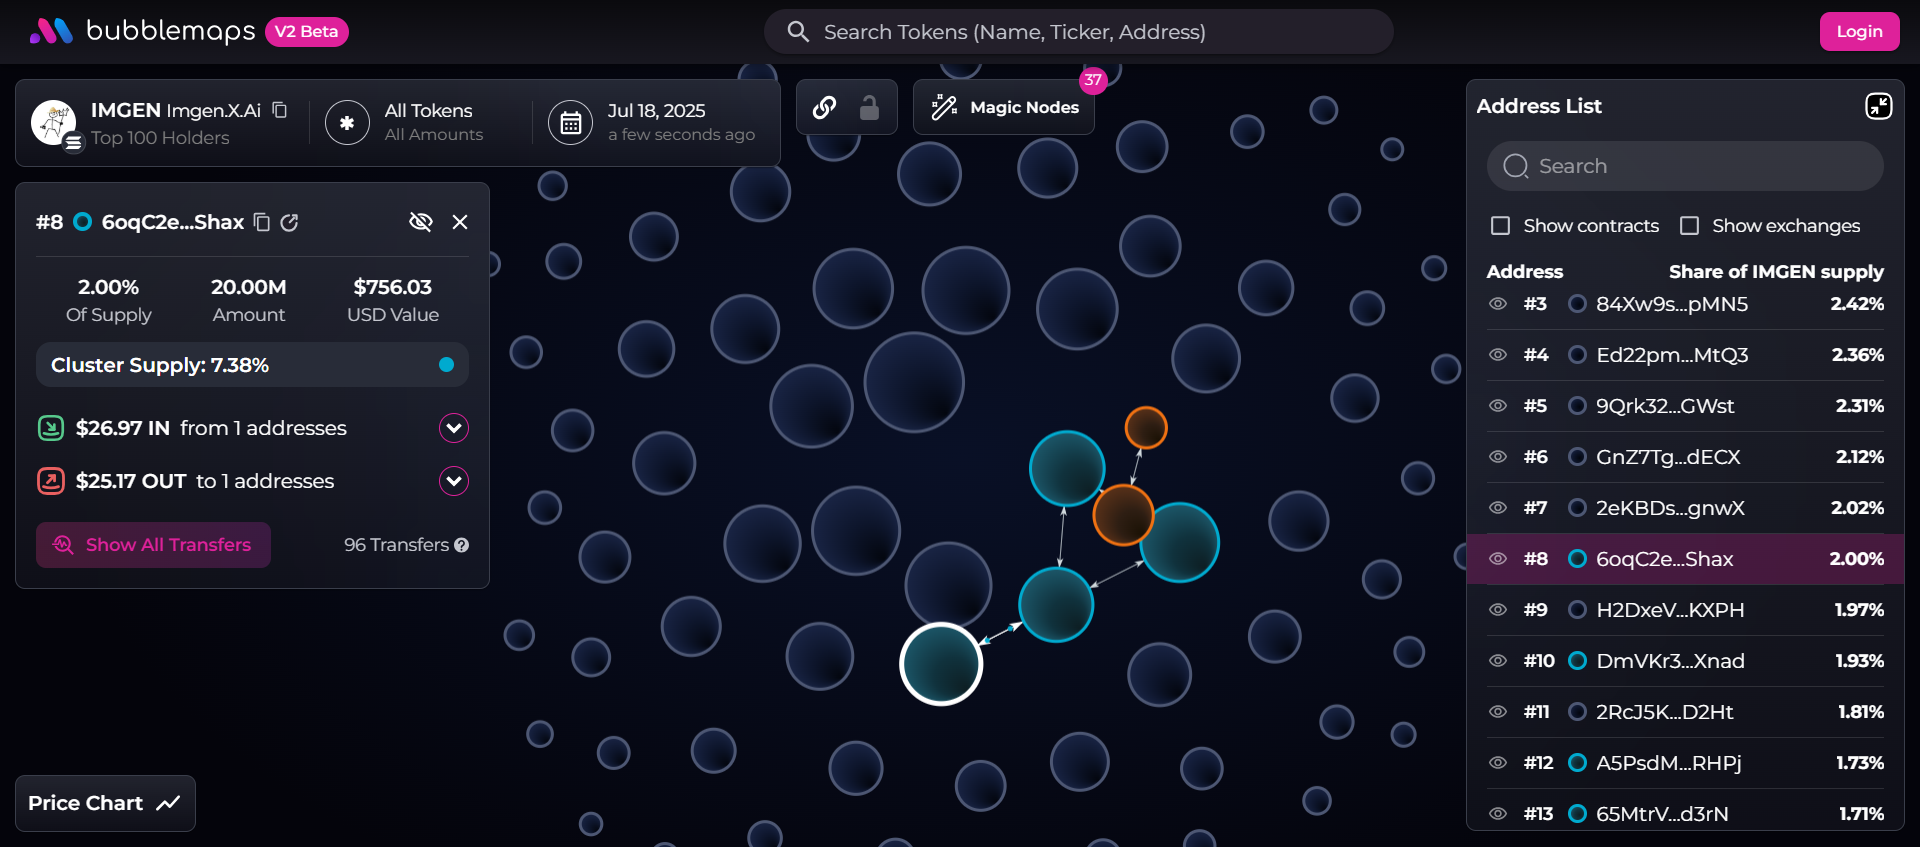 bubblemaps V2 Beta
Search Tokens (Name, Ticker, Address)
Login
IMGEN Imgen.X.Ai
Top 100 Holders
All Tokens
All Amounts
Jul 18, 2025
a few seconds ago
37
Magic Nodes
#8 6oqC2e...Shax
2.00% 20.00M $756.03
Of Supply Amount USD Value
Cluster Supply: 7.38%
$26.97 IN from 1 addresses
$25.17 OUT to 1 addresses
Show All Transfers 96 Transfers ?
Price Chart
Address List
Search
Show contracts Show exchanges
Address Share of IMGEN supply
#3 84Xw9s...pMN5 2.42%
#4 Ed22pm...MtQ3 2.36%
#5 9Qrk32...GWst 2.31%
#6 GnZ7Tg...dECX 2.12%
#7 2eKBDs...gnwX 2.02%
#8 6oqC2e...Shax 2.00%
#9 H2DxeV...KXPH 1.97%
#10 DmVKr3...Xnad 1.93%
#11 2RcJ5K...D2Ht 1.81%
#12 A5PsdM...RHPj 1.73%
#13 65MtrV...d3rN 1.71%